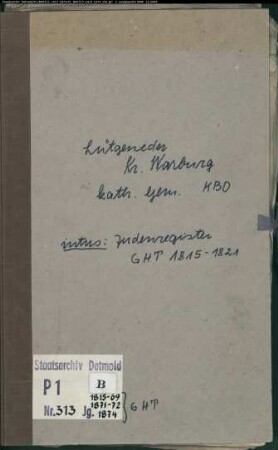 Lütgeneder
Kr. Warburg
kath. Gem. KBO
intus: Judenregister
GHT 1815-1821
Staatsarchiv Detmold
P1
B
1815-69
1871-72
Nr. 313 Jg. 1874
GHT